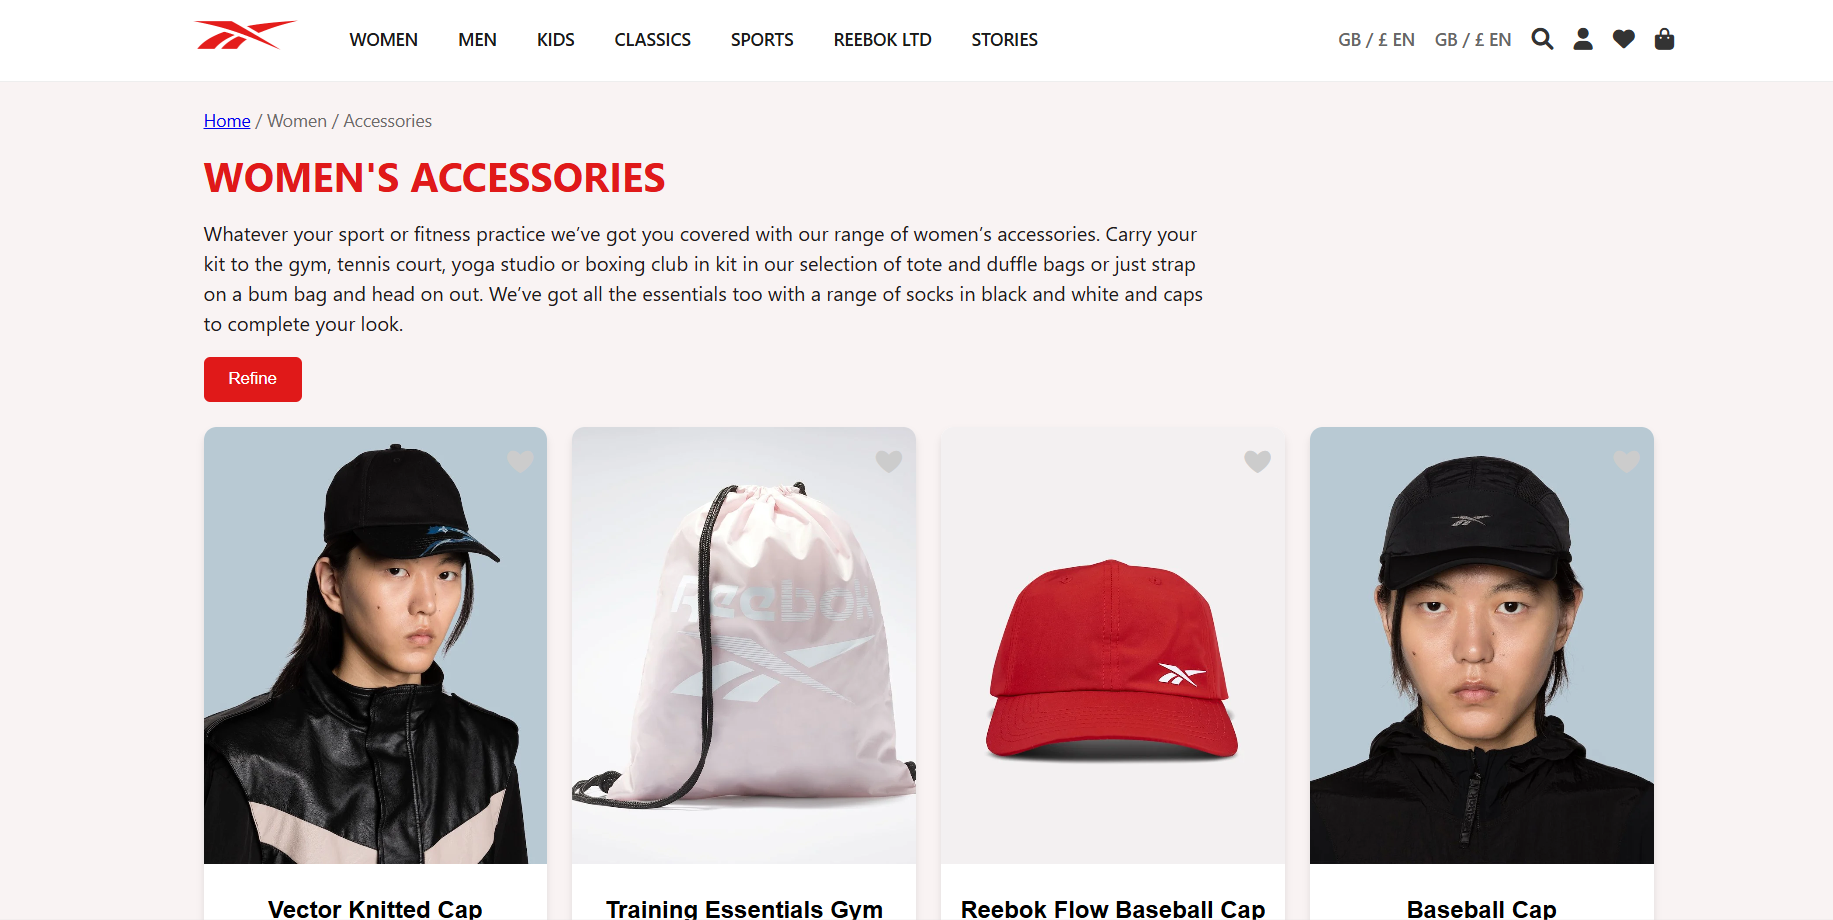 WOMEN MEN KIDS CLASSICS SPORTS REEBOK LTD STORIES GB / £ EN GB / £ EN
Home / Women / Accessories
WOMEN'S ACCESSORIES
Whatever your sport or fitness practice we’ve got you covered with our range of women’s accessories. Carry your
kit to the gym, tennis court, yoga studio or boxing club in kit in our selection of tote and duffle bags or just strap
on a bum bag and head on out. We’ve got all the essentials too with a range of socks in black and white and caps
to complete your look.
Refine
Reebok
Vector Knitted Cap
Training Essentials Gym
Reebok Flow Baseball Cap
Baseball Cap